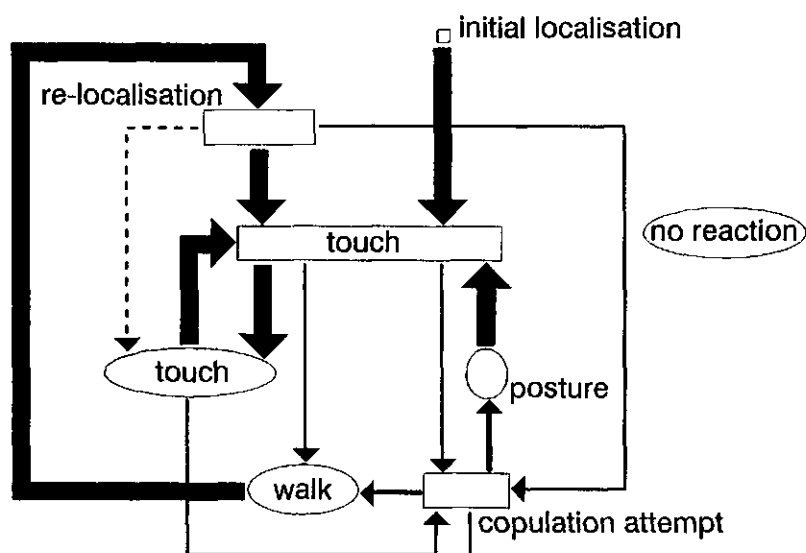 initial localisation
re-localisation
touch
no reaction
touch
posture
walk
copulation attempt